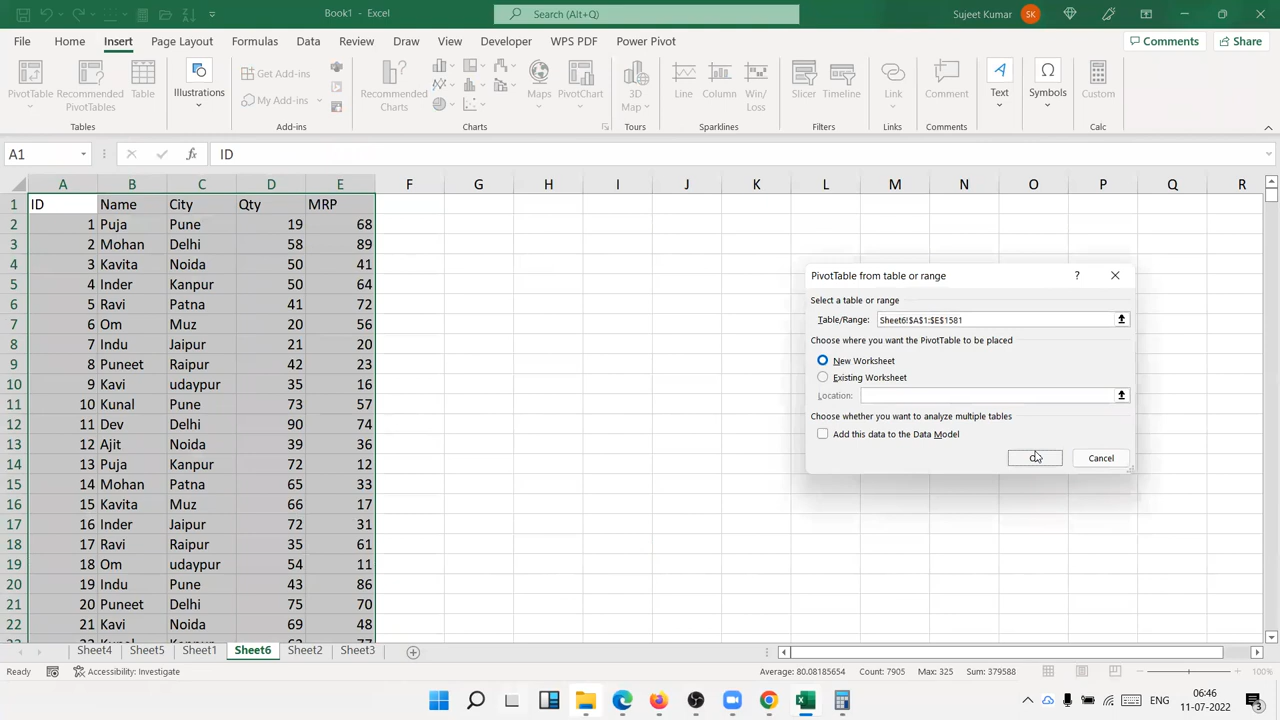 Book1 - Excel
Search (Alt+Q)
Sujeet Kumar
SK
File
Home
Insert
Page Layout
Formulas
Data
Review
Draw
View
Developer
WPS PDF
Power Pivot
Comments
Share
PivotTable
Recommended PivotTables
Table
Illustrations
Get Add-ins
My Add-ins
Recommended Charts
Maps
PivotChart
3D Map
Line
Column
Win/ Loss
Slicer
Timeline
Link
Comment
Text
Symbols
Custom
Tables
Add-ins
Charts
Tours
Sparklines
Filters
Links
Comments
Calc
A1
fx
ID
A B C D E F G H I J K L M N O P Q R
1 ID Name City Qty MRP
2 1 Puja Pune 19 68
3 2 Mohan Delhi 58 89
4 3 Kavita Noida 50 41
5 4 Inder Kanpur 50 64
6 5 Ravi Patna 41 72
7 6 Om Muz 20 56
8 7 Indu Jaipur 21 20
9 8 Puneet Raipur 42 23
10 9 Kavi udaypur 35 16
11 10 Kunal Pune 73 57
12 11 Dev Delhi 90 74
13 12 Ajit Noida 39 36
14 13 Puja Kanpur 72 12
15 14 Mohan Patna 65 33
16 15 Kavita Muz 66 17
17 16 Inder Jaipur 72 31
18 17 Ravi Raipur 35 61
19 18 Om udaypur 54 11
20 19 Indu Pune 43 86
21 20 Puneet Delhi 75 70
22 21 Kavi Noida 69 48
PivotTable from table or range
?
Select a table or range
Table/Range: Sheet6!$A$1:$E$1581
Choose where you want the PivotTable to be placed
New Worksheet
Existing Worksheet
Location:
Choose whether you want to analyze multiple tables
Add this data to the Data Model
Cancel
Sheet4
Sheet5
Sheet1
Sheet6
Sheet2
Sheet3
Ready
Accessibility: Investigate
Average: 80.08185654
Count: 7905
Max: 325
Sum: 379588
100%
ENG
06:46
11-07-2022
3